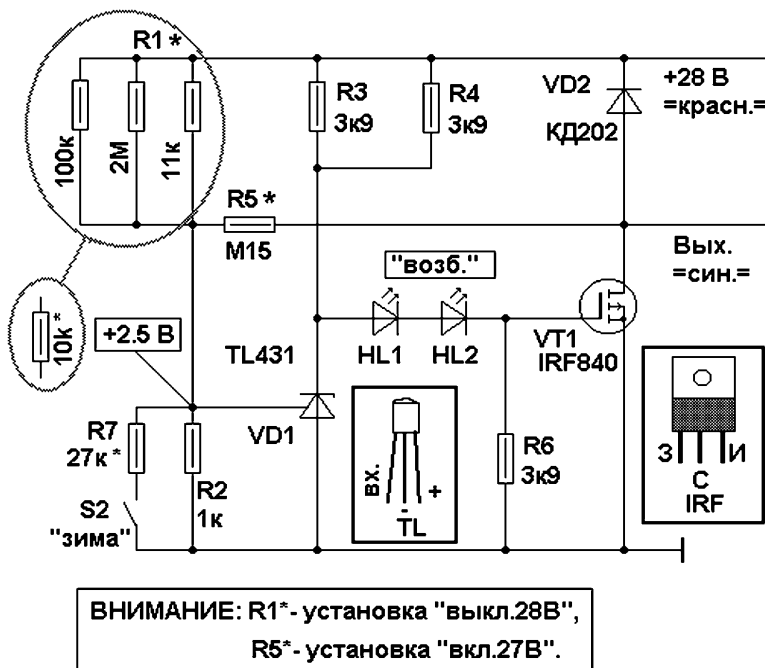 R1*
100к
2М
11к
R3
3к9
R4
3к9
VD2
КД202
+28 В
=красн.=
R5*
М15
"возб."
Вых.
=син.=
10k*
+2.5 В
TL431
HL1
HL2
VT1
IRF840
VD1
R7
27к*
R2
1к
S2
"зима"
вх.
-
+
TL
R6
3к9
З
С
И
IRF
ВНИМАНИЕ: R1*- установка "выкл.28В",
R5*- установка "вкл.27В".